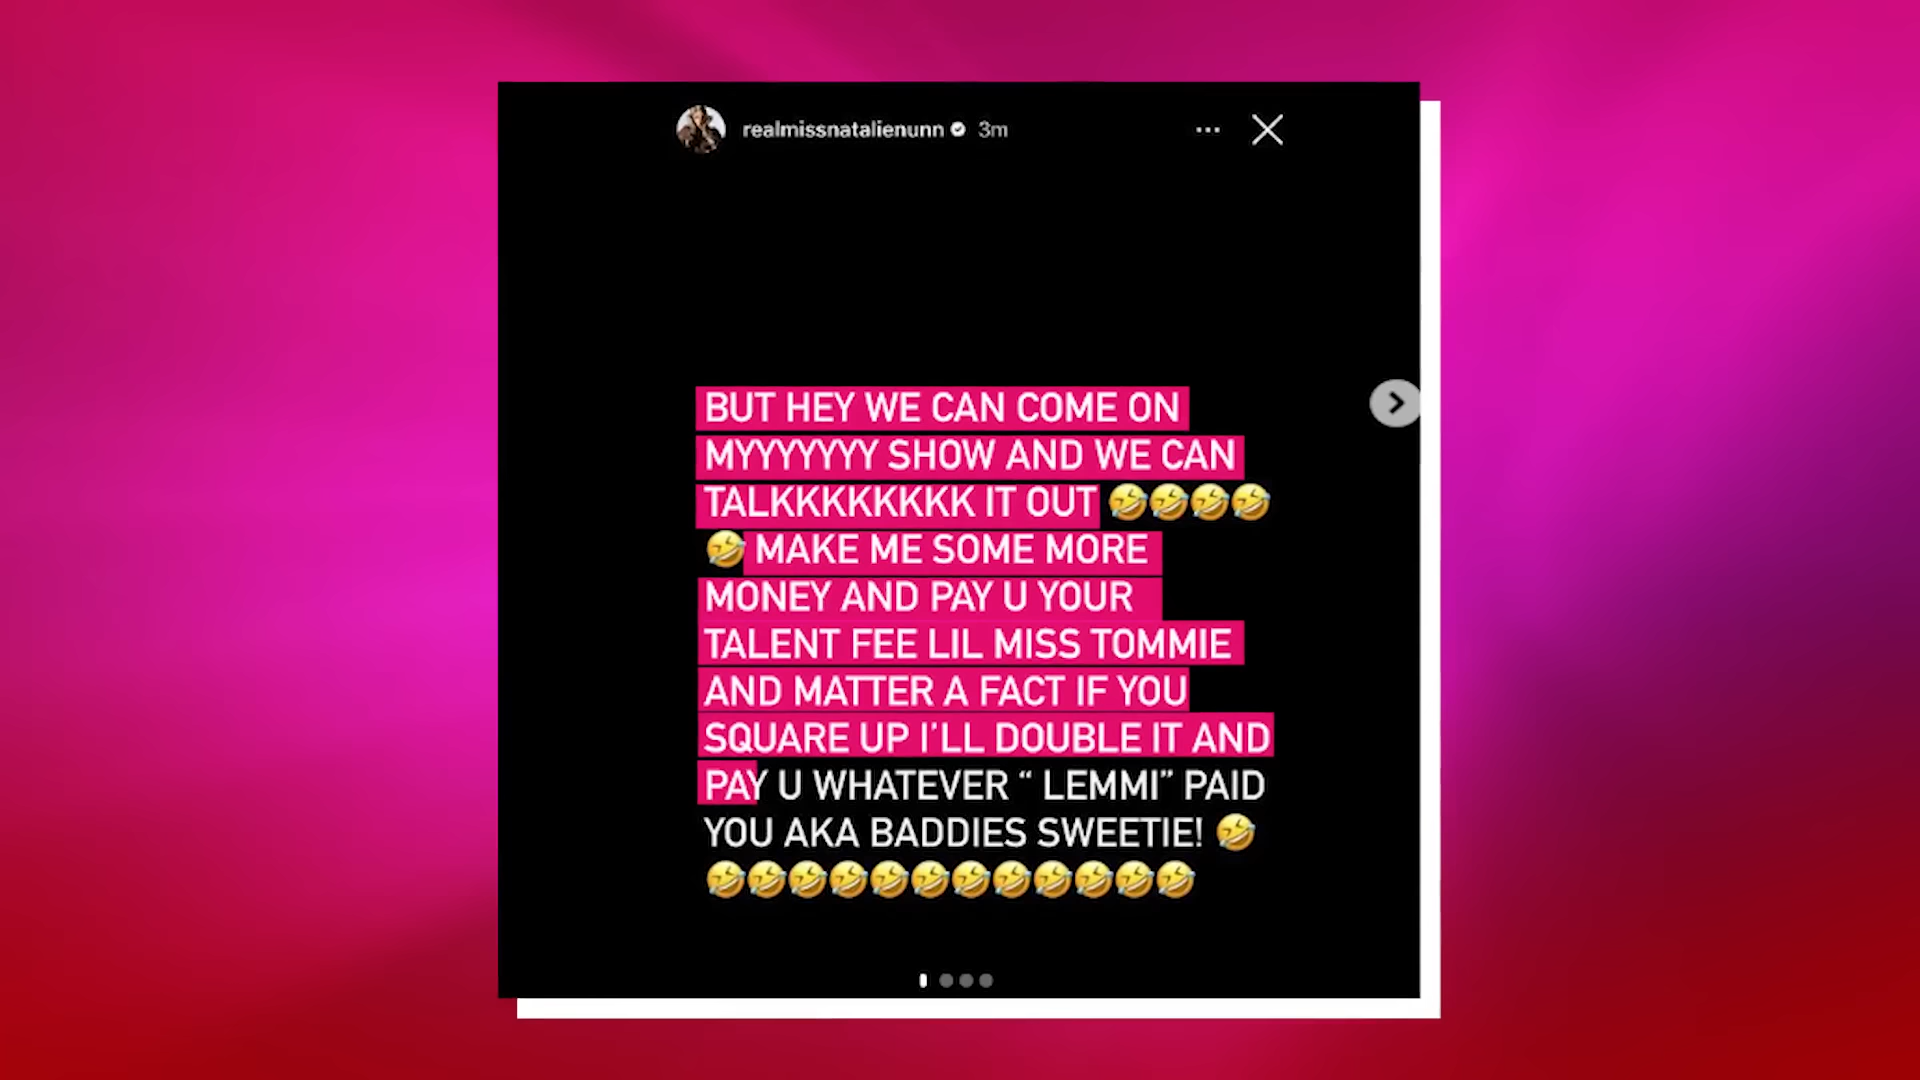 realmissnatalienunn 3m
BUT HEY WE CAN COME ON
MYYYYYYY SHOW AND WE CAN
TALKKKKKKKK IT OUT 🤣🤣🤣🤣
🤣 MAKE ME SOME MORE
MONEY AND PAY U YOUR
TALENT FEE LIL MISS TOMMIE
AND MATTER A FACT IF YOU
SQUARE UP I'LL DOUBLE IT AND
PAY U WHATEVER “ LEMMI” PAID
YOU AKA BADDIES SWEETIE! 🤣
🤣🤣🤣🤣🤣🤣🤣🤣🤣🤣🤣🤣